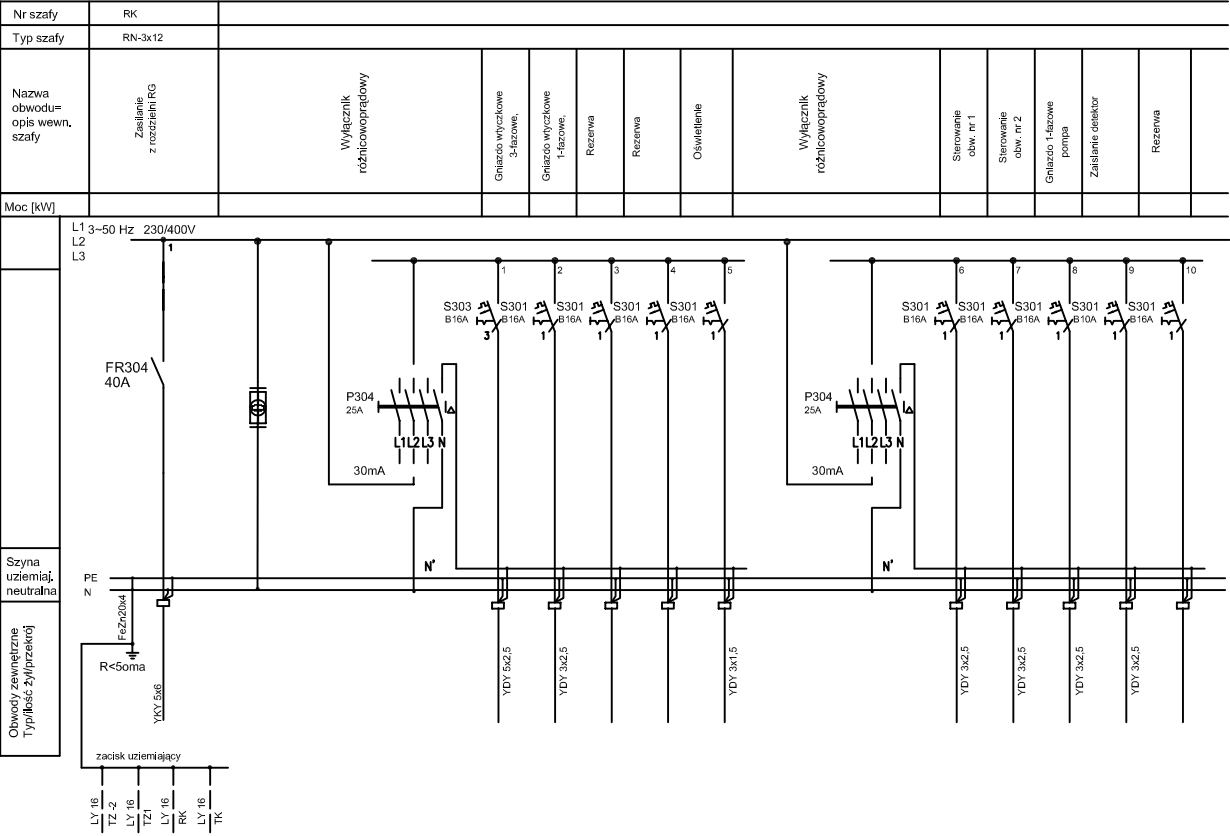 Nr szafy RK
Typ szafy RN-3x12
Nazwa
obwodu=
opis wewn.
szafy
Zasilanie
z rozdzielni RG
Wyłącznik
różnicowoprądowy
Gniazdo wtyczkowe
3-fazowe,
Gniazdo wtyczkowe
1-fazowe,
Rezerwa
Rezerwa
Oświetlenie
Wyłącznik
różnicowoprądowy
Sterowanie
obw. nr 1
Sterowanie
obw. nr 2
Gniazdo 1-fazowe
pompa
Zaislanie detektor
Rezerwa
Moc [kW]
L1 3~50 Hz 230/400V
L2
L3
1
1 2 3 4 5
6 7 8 9 10
S303 S301 S301 S301 S301
B16A B16A B16A B16A B16A
3 1 1 1 1
S301 S301 S301 S301 S301
B16A B16A B16A B10A B16A
1 1 1 1 1
FR304
40A
P304
25A
L1 L2 L3 N
30mA
P304
25A
L1 L2 L3 N
30mA
N'
N'
Szyna
uziemiaj.
neutralna
PE
N
FeZn20x4
R<5oma
YKY 5x6
Obwody zewnętrzne
Typ/ilość żył/przekrój
YDY 5x2,5
YDY 3x2,5
YDY 3x1,5
YDY 3x2,5
YDY 3x2,5
YDY 3x2,5
YDY 3x2,5
zacisk uziemiający
LY 16
TZ -2
LY 16
TZ1
LY 16
RK
LY 16
TK